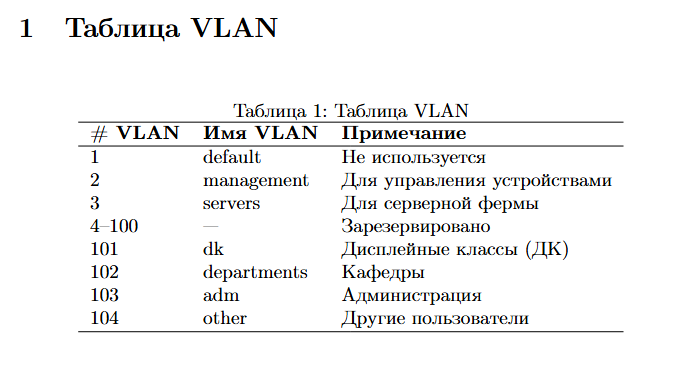 1 Таблица VLAN
Таблица 1: Таблица VLAN
# VLAN Имя VLAN Примечание
1 default Не используется
2 management Для управления устройствами
3 servers Для серверной фермы
4–100 — Зарезервировано
101 dk Дисплейные классы (ДК)
102 departments Кафедры
103 adm Администрация
104 other Другие пользователи